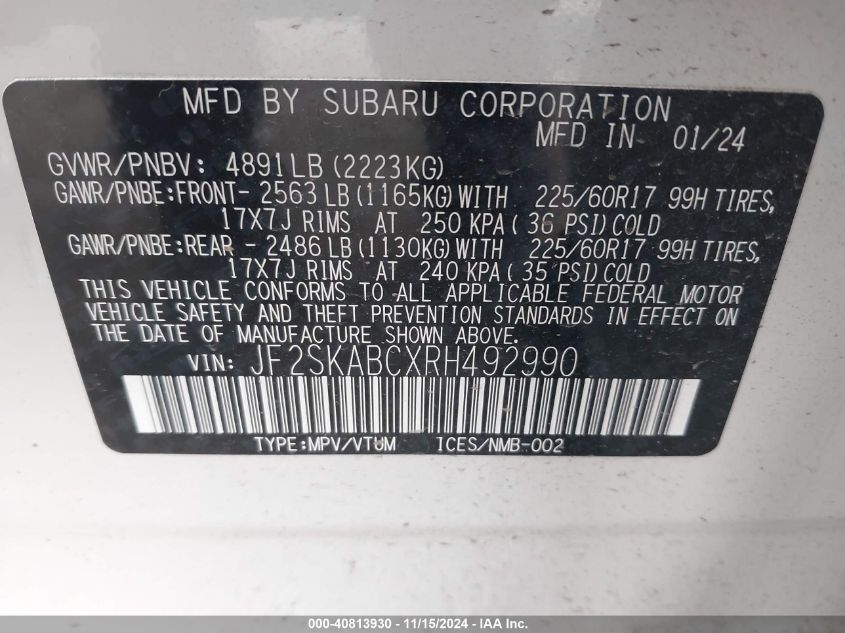 MFD BY SUBARU CORPORATION
MFD IN 01/24
GVWR/PNBV: 4891LB(2223KG)
GAWR/PNBE:FRONT- 2563LB(1165KG)WITH 225/60R17 99H TIRES,
17X7J RIMS AT 250 KPA(36 PSI)COLD
GAWR/PNBE:REAR - 2486LB(1130KG)WITH 225/60R17 99H TIRES,
17X7J RIMS AT 240 KPA(35 PSI)COLD
THIS VEHICLE CONFORMS TO ALL APPLICABLE FEDERAL MOTOR
VEHICLE SAFETY AND THEFT PREVENTION STANDARDS IN EFFECT ON
THE DATE OF MANUFACTURE SHOWN ABOVE.
VIN: JF2SKABCXRH492990
TYPE:MPV/VTUM ICES/NMB-002
000-40813930 - 11/15/2024 - IAA Inc.